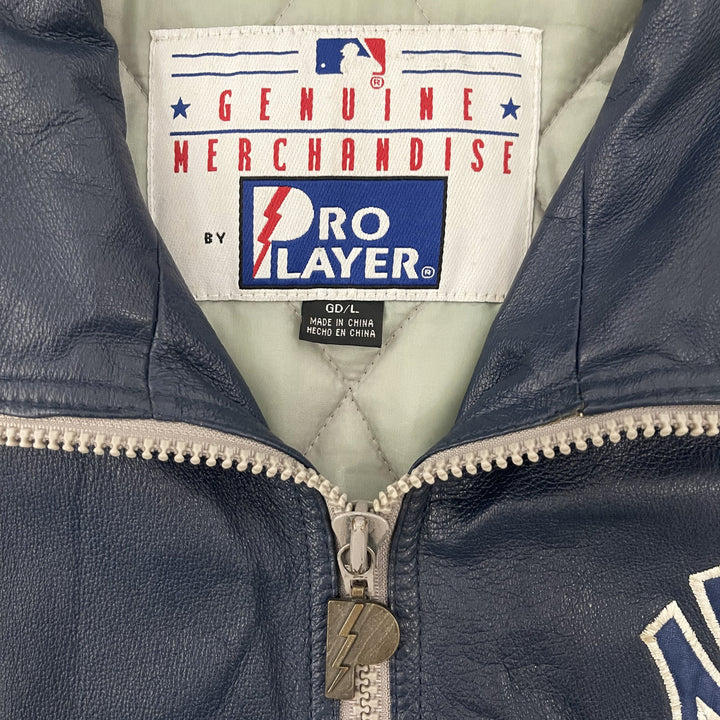 GENUINE
MERCHANDISE
BY PRO
PLAYER®
GD/L
MADE IN CHINA
HECHO EN CHINA